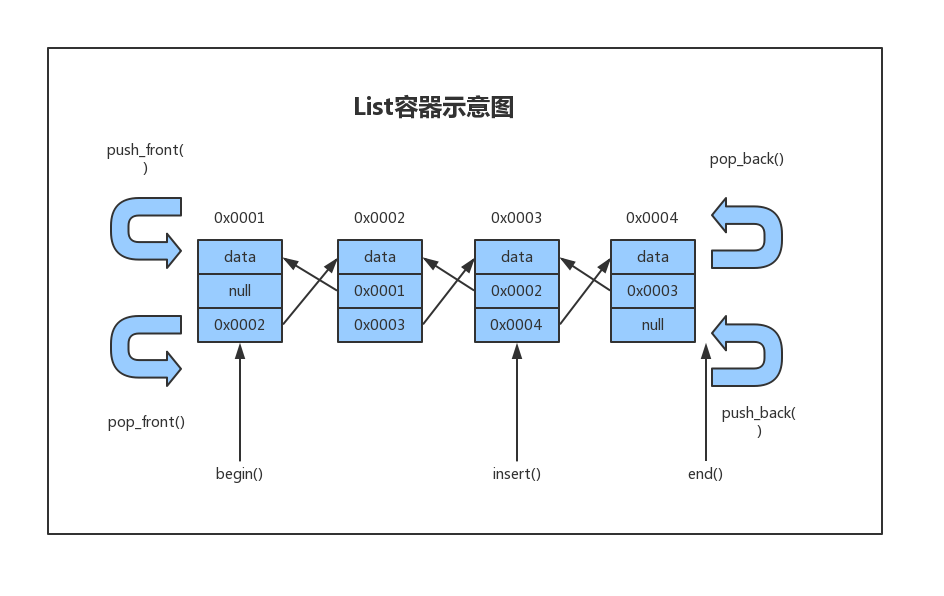 List容器示意图
push_front(
)
pop_back()
0x0001
0x0002
0x0003
0x0004
data
data
data
data
null
0x0001
0x0002
0x0003
0x0002
0x0003
0x0004
null
pop_front()
push_back(
)
begin()
insert()
end()